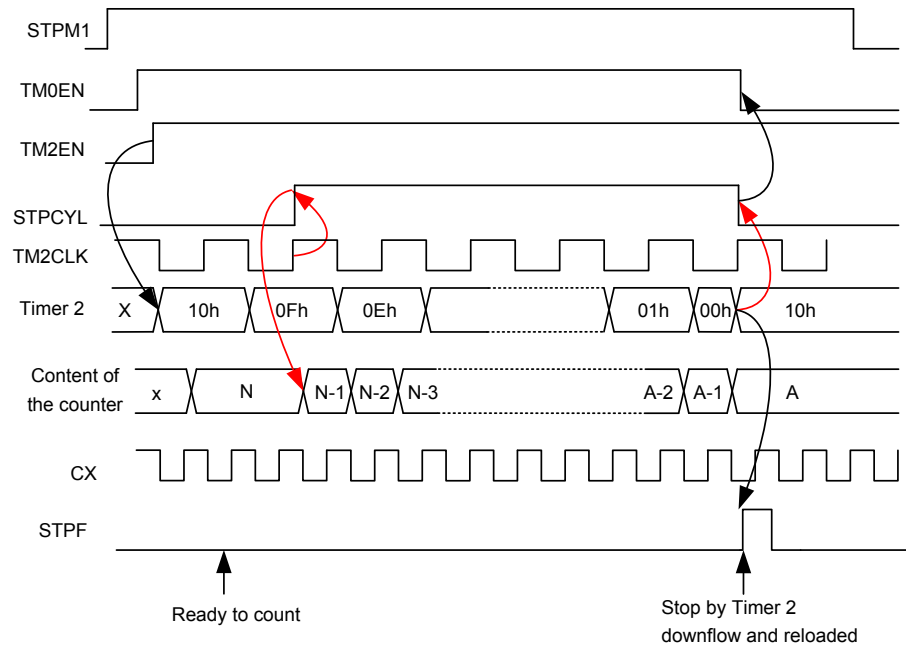 STPM1
TM0EN
TM2EN
STPCYL
TM2CLK
Timer 2 X 10h 0Fh 0Eh 01h 00h 10h
Content of
the counter
x N N-1 N-2 N-3 A-2 A-1 A
CX
STPF
Ready to count
Stop by Timer 2
downflow and reloaded